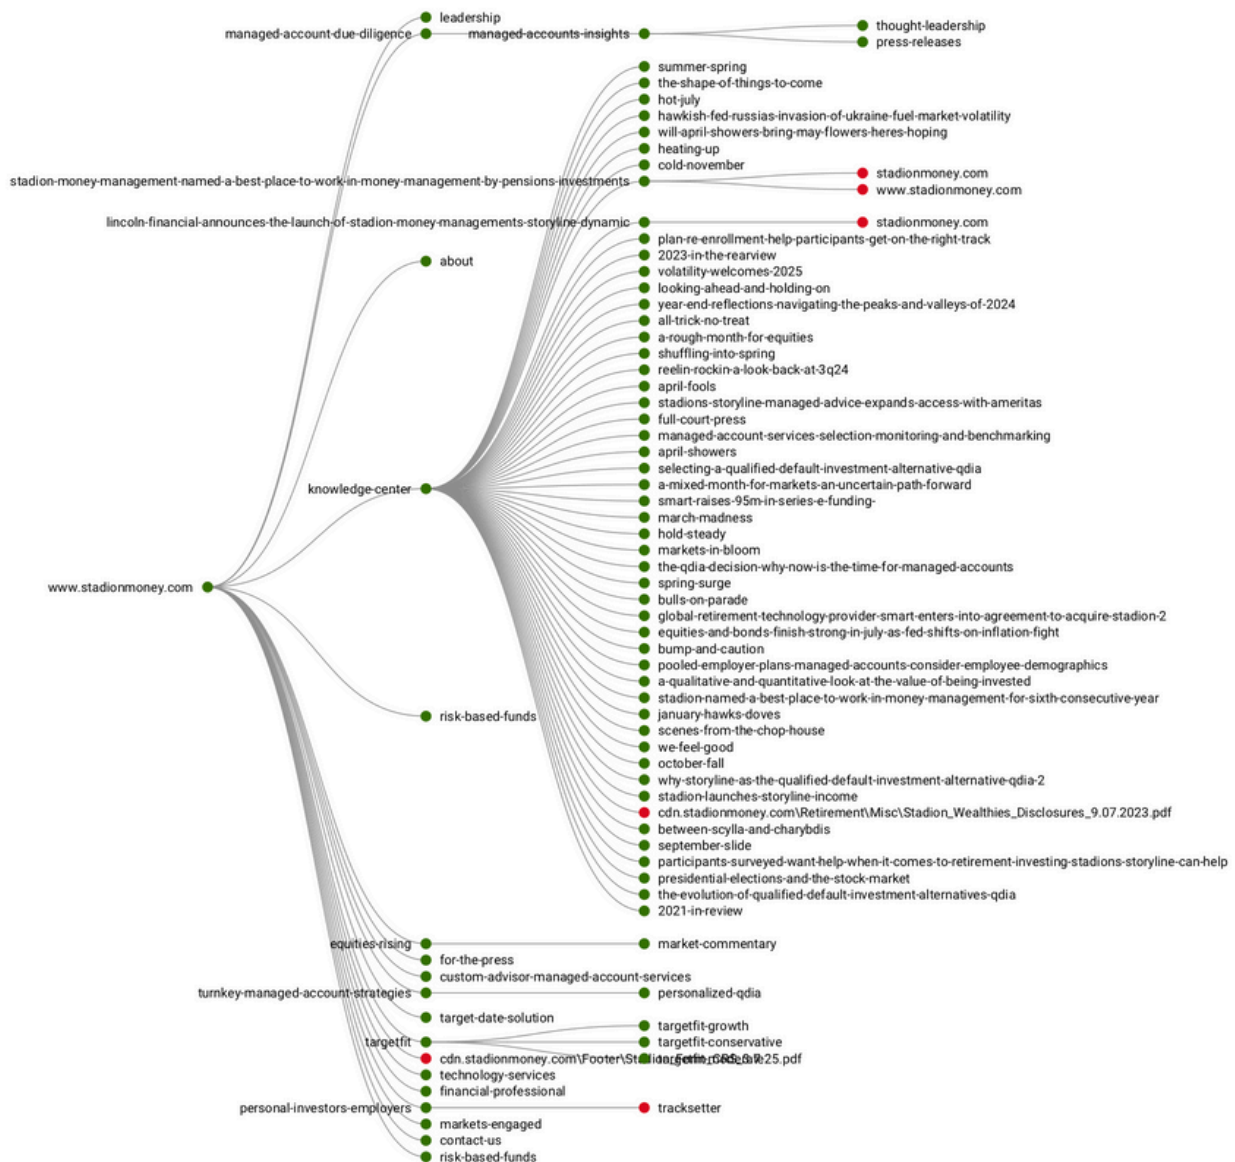 leadership
managed-account-due-diligence
managed-accounts-insights
thought-leadership
press-releases
summer-spring
the-shape-of-things-to-come
hot-july
hawkish-fed-russias-invasion-of-ukraine-fuel-market-volatility
will-april-showers-bring-may-flowers-heres-hoping
heating-up
cold-november
stadion-money-management-named-a-best-place-to-work-in-money-management-by-pensions-investments
stadionmoney.com
www.stadionmoney.com
lincoln-financial-announces-the-launch-of-stadion-money-managements-storyline-dynamic
stadionmoney.com
plan-re-enrollment-help-participants-get-on-the-right-track
2023-in-the-rearview
about
volatility-welcomes-2025
looking-ahead-and-holding-on
year-end-reflections-navigating-the-peaks-and-valleys-of-2024
all-trick-no-treat
a-rough-month-for-equities
shuffling-into-spring
reelin-rockin-a-look-back-at-3q24
april-fools
stadions-storyline-managed-advice-expands-access-with-ameritas
full-court-press
managed-account-services-selection-monitoring-and-benchmarking
april-showers
selecting-a-qualified-default-investment-alternative-qdia
a-mixed-month-for-markets-an-uncertain-path-forward
knowledge-center
smart-raises-95m-in-series-e-funding-
march-madness
hold-steady
markets-in-bloom
the-qdia-decision-why-now-is-the-time-for-managed-accounts
spring-surge
www.stadionmoney.com
bulls-on-parade
global-retirement-technology-provider-smart-enters-into-agreement-to-acquire-stadion-2
equities-and-bonds-finish-strong-in-july-as-fed-shifts-on-inflation-fight
bump-and-caution
pooled-employer-plans-managed-accounts-consider-employee-demographics
a-qualitative-and-quantitative-look-at-the-value-of-being-invested
stadion-named-a-best-place-to-work-in-money-management-for-sixth-consecutive-year
january-hawks-doves
risk-based-funds
scenes-from-the-chop-house
we-feel-good
october-fall
why-storyline-as-the-qualified-default-investment-alternative-qdia-2
stadion-launches-storyline-income
cdn.stadionmoney.com\Retirement\Misc\Stadion_Wealthies_Disclosures_9.07.2023.pdf
between-scylla-and-charybdis
september-slide
participants-surveyed-want-help-when-it-comes-to-retirement-investing-stadions-storyline-can-help
presidential-elections-and-the-stock-market
the-evolution-of-qualified-default-investment-alternatives-qdia
2021-in-review
equities-rising
market-commentary
for-the-press
custom-advisor-managed-account-services
turnkey-managed-account-strategies
personalized-qdia
target-date-solution
targetfit-growth
targetfit
targetfit-conservative
technology-services
financial-professional
personal-investors-employers
tracksetter
markets-engaged
contact-us
risk-based-funds